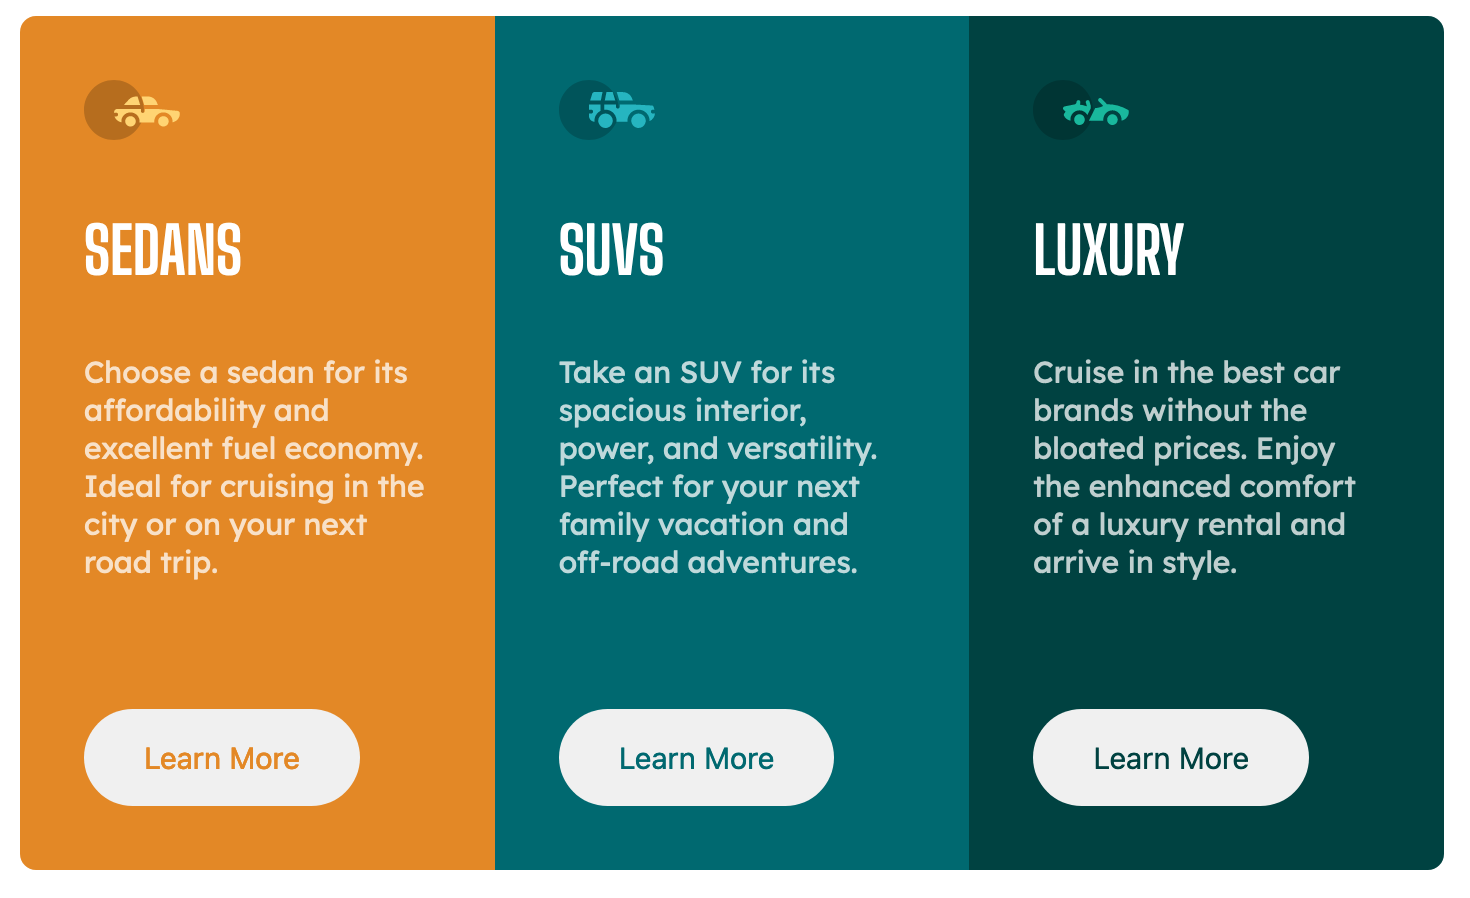 SEDANS
Choose a sedan for its
affordability and
excellent fuel economy.
Ideal for cruising in the
city or on your next
road trip.
Learn More
SUVS
Take an SUV for its
spacious interior,
power, and versatility.
Perfect for your next
family vacation and
off-road adventures.
Learn More
LUXURY
Cruise in the best car
brands without the
bloated prices. Enjoy
the enhanced comfort
of a luxury rental and
arrive in style.
Learn More